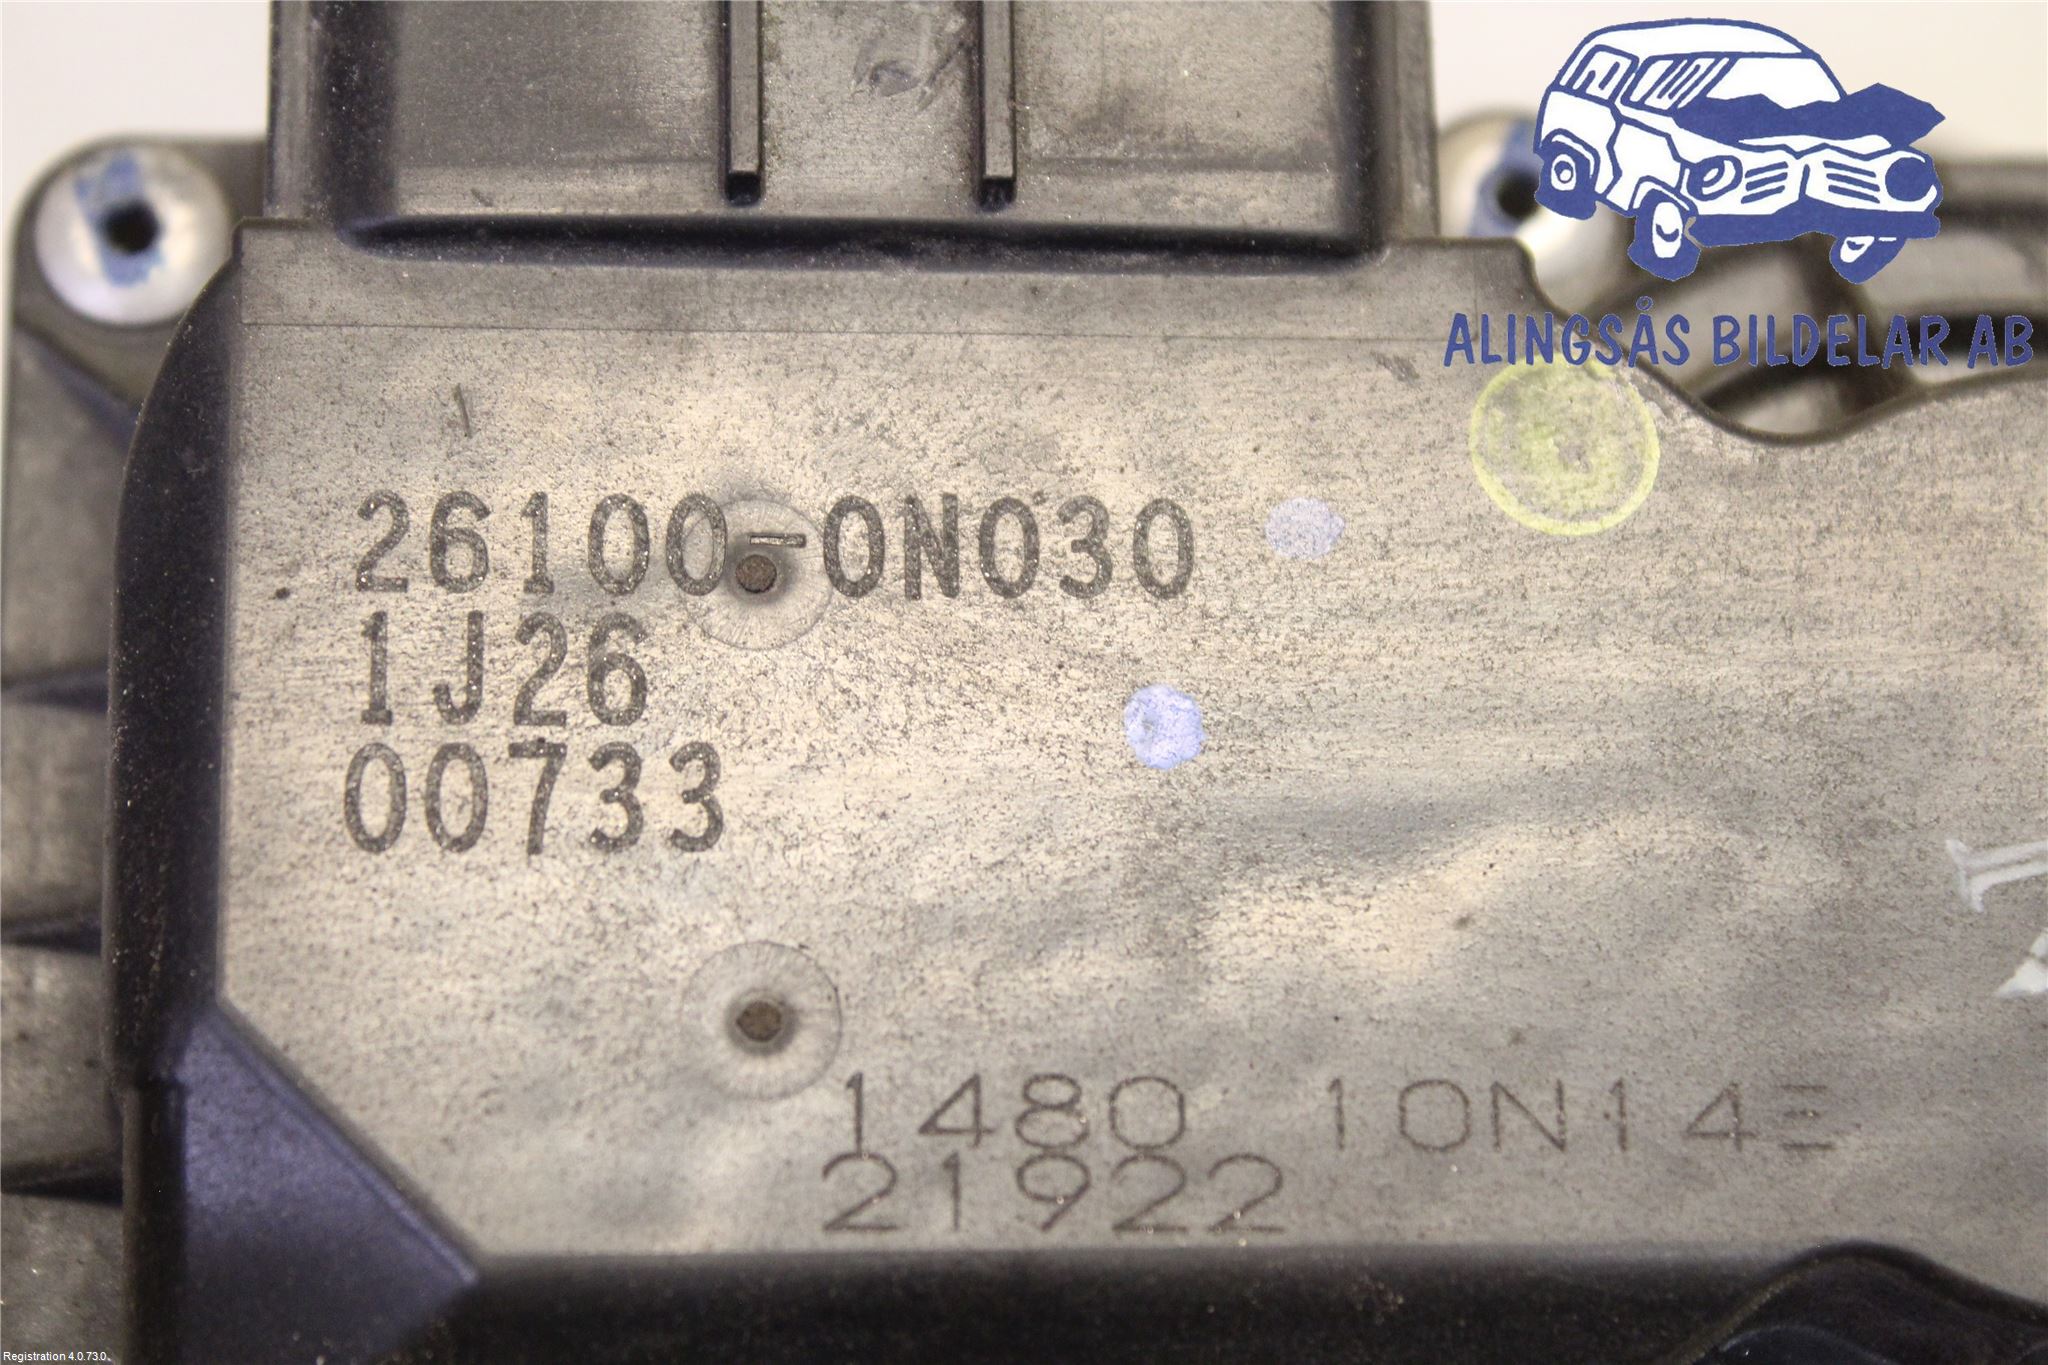 ALINGSÅS BILDELAR AB
26100-0N030
1J26
00733
1480 10N14E
21922
Registration 4.0.73.0.